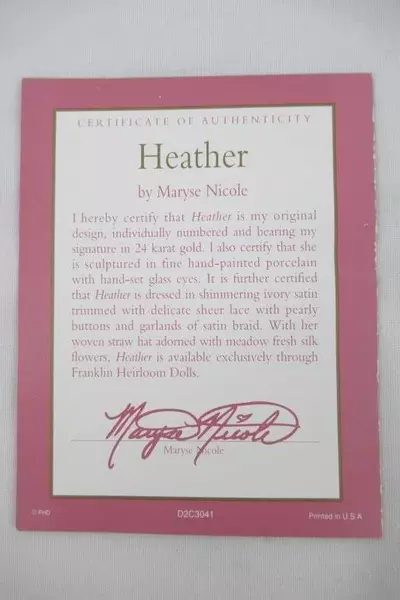 CERTIFICATE OF AUTHENTICITY
Heather
by Maryse Nicole
I hereby certify that Heather is my original
design, individually numbered and bearing my
signature in 24 karat gold. I also certify that she
is sculptured in fine hand-painted porcelain
with hand-set glass eyes. It is further certified
that Heather is dressed in shimmering ivory satin
trimmed with delicate sheer lace with pearly
buttons and garlands of satin braid. With her
woven straw hat adorned with meadow fresh silk
flowers, Heather is available exclusively through
Franklin Heirloom Dolls.
Maryse Nicole
Maryse Nicole
© FHD D2C3041 Printed in U S A